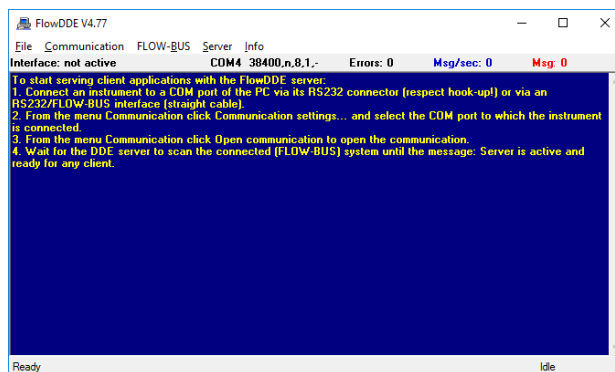 FlowDDE V4.77
File Communication FLOW-BUS Server Info
Interface: not active COM4 38400,n,8,1,- Errors: 0 Msg/sec: 0 Msg: 0
To start serving client applications with the FlowDDE server:
1. Connect an instrument to a COM port of the PC via its RS232 connector (respect hook-up!) or via an
RS232/FLOW-BUS interface (straight cable).
2. From the menu Communication click Communication settings... and select the COM port to which the instrument
is connected.
3. From the menu Communication click Open communication to open the communication.
4. Wait for the DDE server to scan the connected (FLOW-BUS) system until the message: Server is active and
ready for any client.
Ready Idle